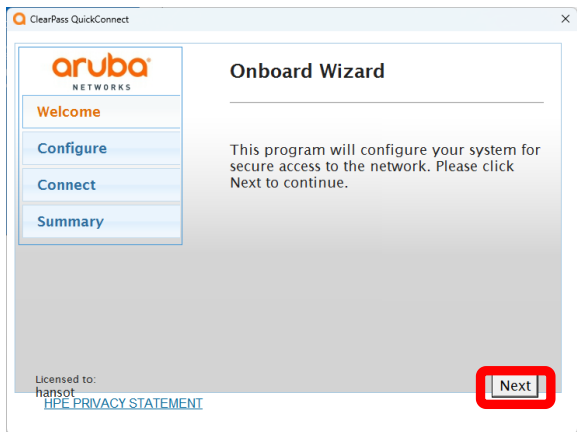 ClearPass QuickConnect
aruba
NETWORKS
Welcome
Configure
Connect
Summary
Onboard Wizard
This program will configure your system for
secure access to the network. Please click
Next to continue.
Licensed to:
hansot
HPE PRIVACY STATEMENT
Next